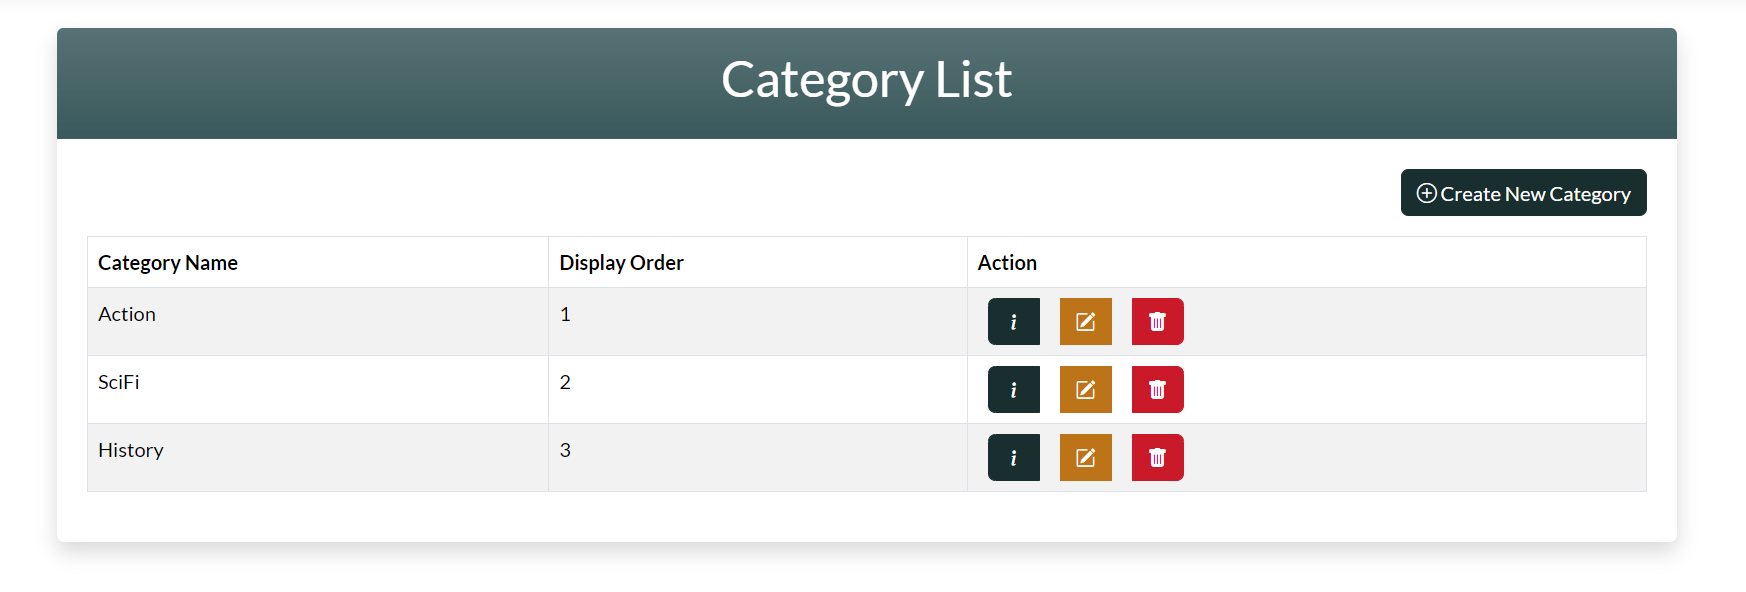 Category List
Create New Category
Category Name Display Order Action
Action 1
SciFi 2
History 3